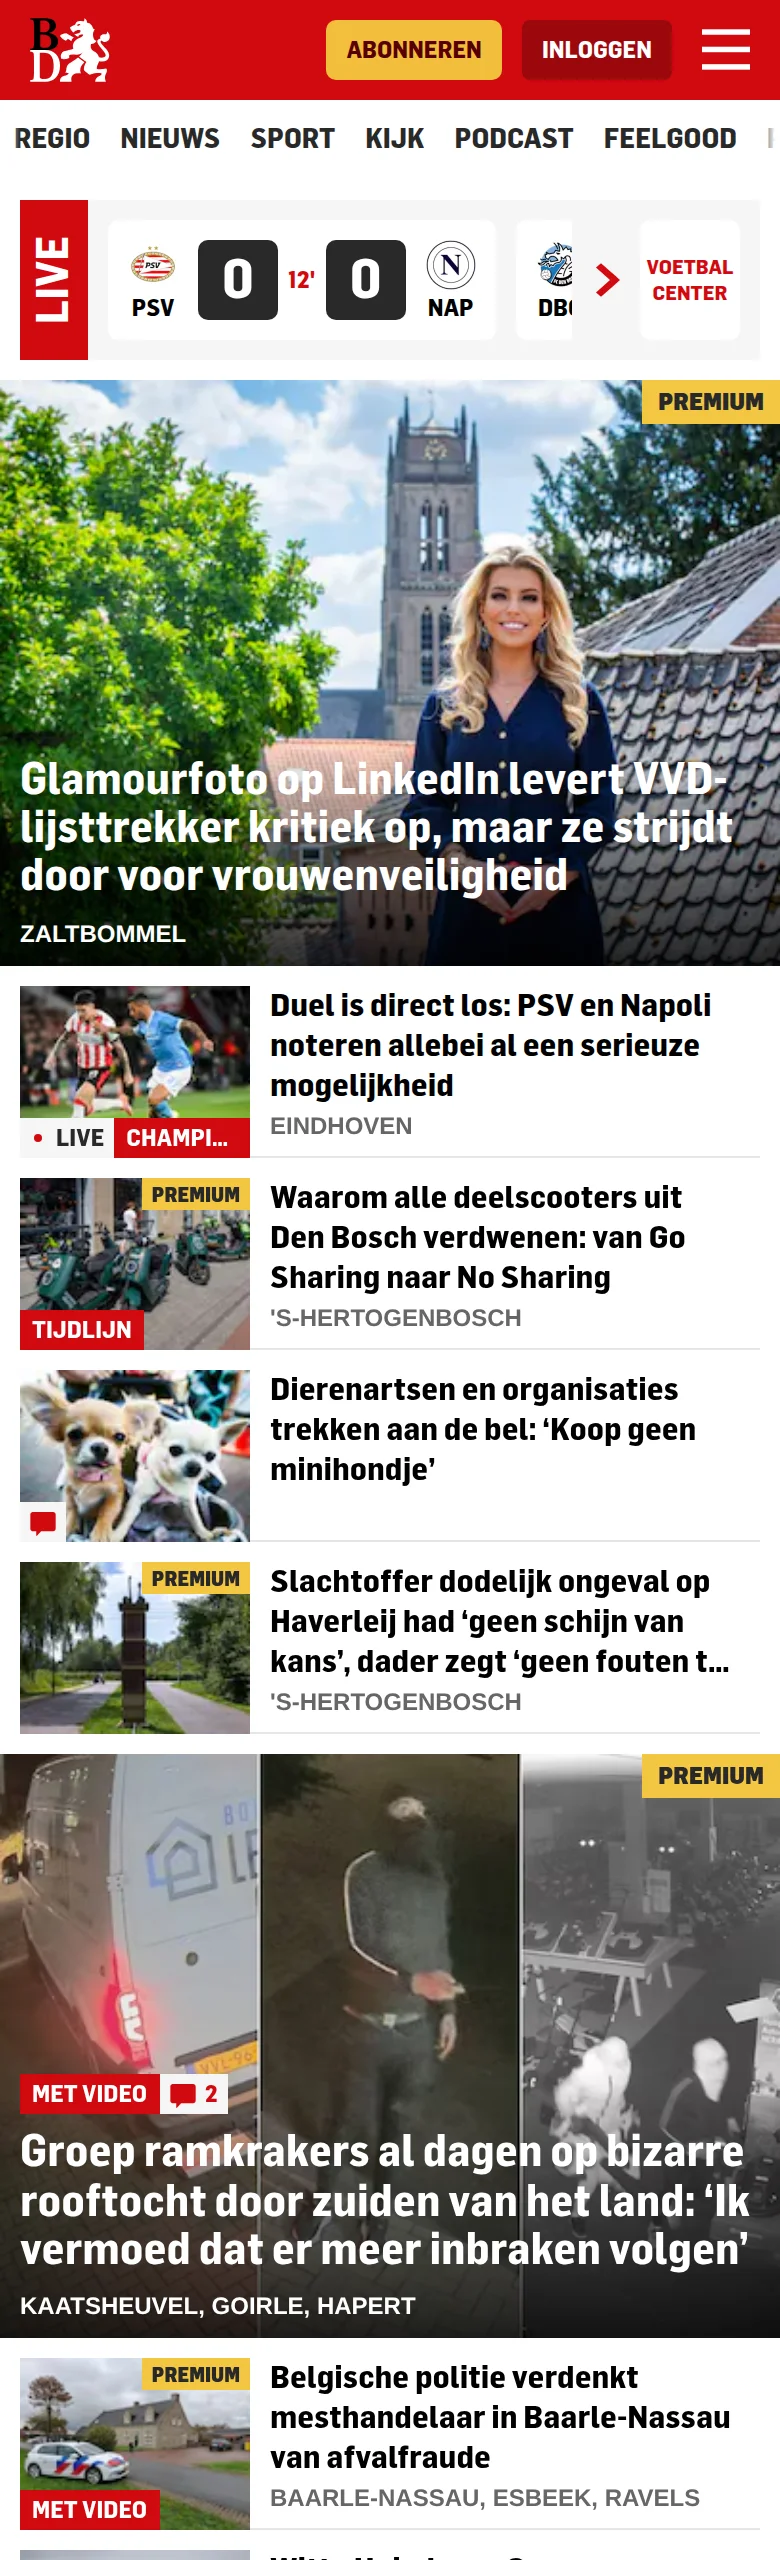 BD
ABONNEREN
INLOGGEN
REGIO NIEUWS SPORT KIJK PODCAST FEELGOOD
LIVE
PSV
0
12'
0
N
NAP
PSV
VOETBAL
CENTER
PREMIUM
Glamourfoto op LinkedIn levert VVD-
lijsttrekker kritiek op, maar ze strijdt
door voor vrouwenveiligheid
ZALTBOMMEL
Duel is direct los: PSV en Napoli
noteren allebei al een serieuze
mogelijkheid
EINDHOVEN
LIVE
CHAMPI...
PREMIUM
Waarom alle deelscooters uit
Den Bosch verdwenen: van Go
Sharing naar No Sharing
'S-HERTOGENBOSCH
TIJDLIJN
Dierenartsen en organisaties
trekken aan de bel: ‘Koop geen
minihondje’
PREMIUM
Slachtoffer dodelijk ongeval op
Haverleij had ‘geen schijn van
kans’, dader zegt ‘geen fouten t...
'S-HERTOGENBOSCH
PREMIUM
MET VIDEO
2
Groep ramkrakers al dagen op bizarre
rooftocht door zuiden van het land: ‘Ik
vermoed dat er meer inbraken volgen’
KAATSHEUVEL, GOIRLE, HAPERT
PREMIUM
Belgische politie verdenkt
mesthandelaar in Baarle-Nassau
van afvalfraude
BAARLE-NASSAU, ESBEEK, RAVELS
MET VIDEO